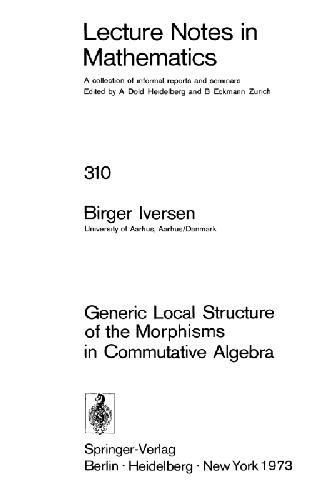 Lecture Notes in
Mathematics
A collection of informal reports and seminars
Edited by A Dold Heidelberg and B Eckmann Zurich
310
Birger Iversen
University of Aarhus, Aarhus/Denmark
Generic Local Structure
of the Morphisms
in Commutative Algebra
Springer-Verlag
Berlin · Heidelberg · New York 1973